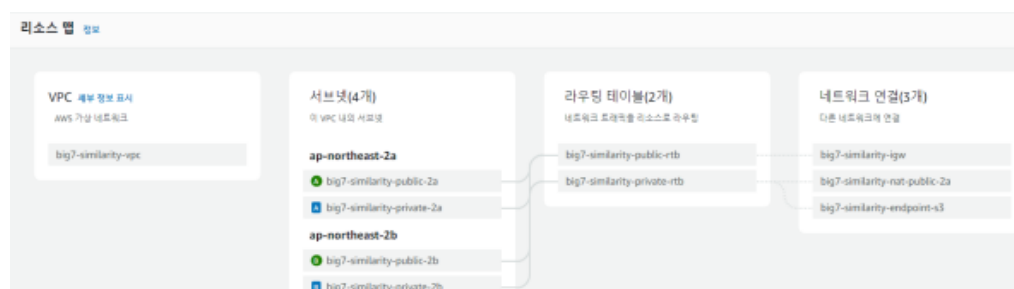 리소스 맵 정보
VPC 세부 정보 표시
AWS 가상 네트워크
big7-similarity-vpc
서브넷(4개)
이 VPC 내의 서브넷
ap-northeast-2a
A big7-similarity-public-2a
A big7-similarity-private-2a
ap-northeast-2b
big7-similarity-public-2b
big7-similarity-private-2b
라우팅 테이블(2개)
네트워크 트래픽을 리소스로 라우팅
big7-similarity-public-rtb
big7-similarity-private-rtb
네트워크 연결(3개)
다른 네트워크에 연결
big7-similarity-igw
big7-similarity-nat-public-2a
big7-similarity-endpoint-s3